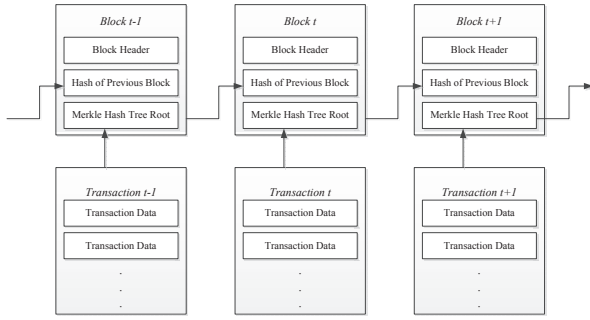 Block t-1
Block Header
Hash of Previous Block
Merkle Hash Tree Root
Block t
Block Header
Hash of Previous Block
Merkle Hash Tree Root
Block t+1
Block Header
Hash of Previous Block
Merkle Hash Tree Root
Transaction t-1
Transaction Data
Transaction Data
.
.
.
Transaction t
Transaction Data
Transaction Data
.
.
.
Transaction t+1
Transaction Data
Transaction Data
.
.
.